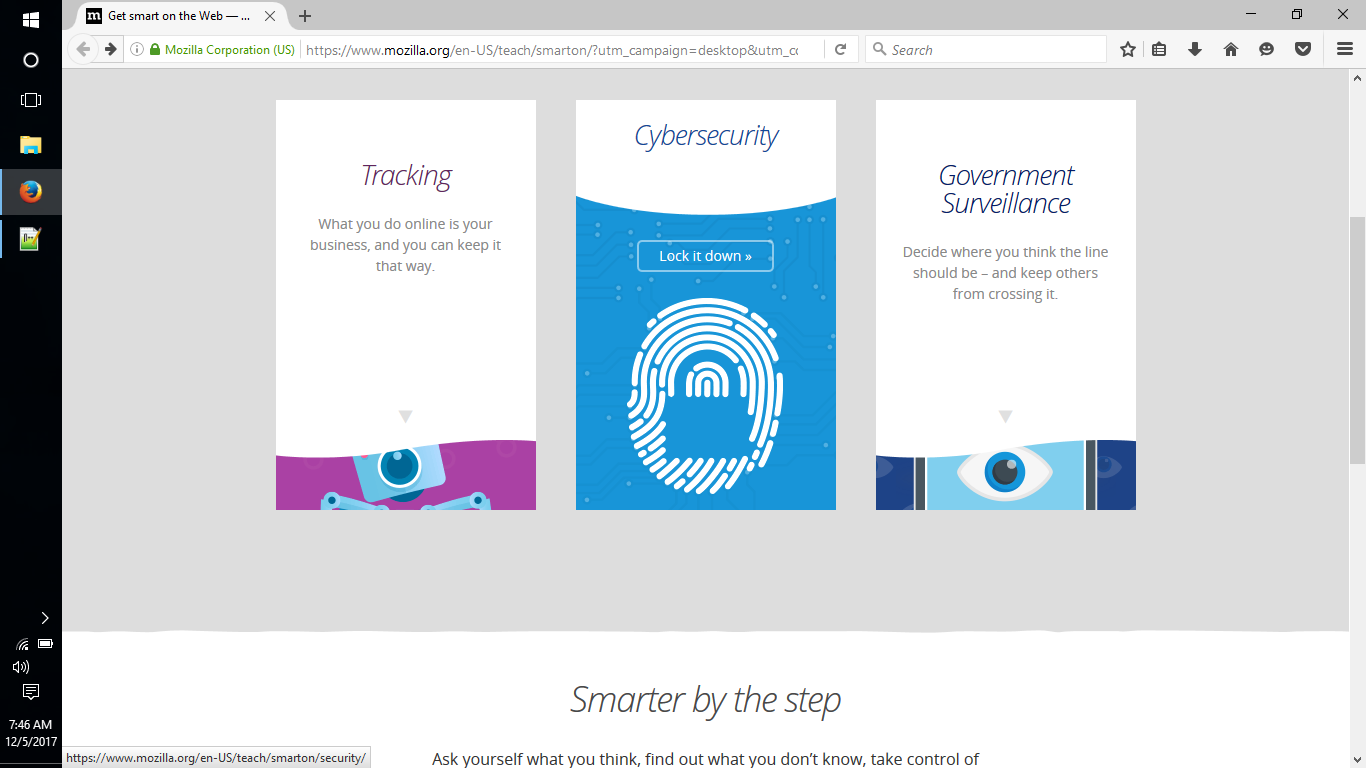 Get smart on the Web — ...
Mozilla Corporation (US)
https://www.mozilla.org/en-US/teach/smarton/?utm_campaign=desktop&utm_co
Search
Tracking
What you do online is your
business, and you can keep it
that way.
Cybersecurity
Lock it down »
Government
Surveillance
Decide where you think the line
should be – and keep others
from crossing it.
Smarter by the step
Ask yourself what you think, find out what you don't know, take control of
https://www.mozilla.org/en-US/teach/smarton/security/
7:46 AM
12/5/2017